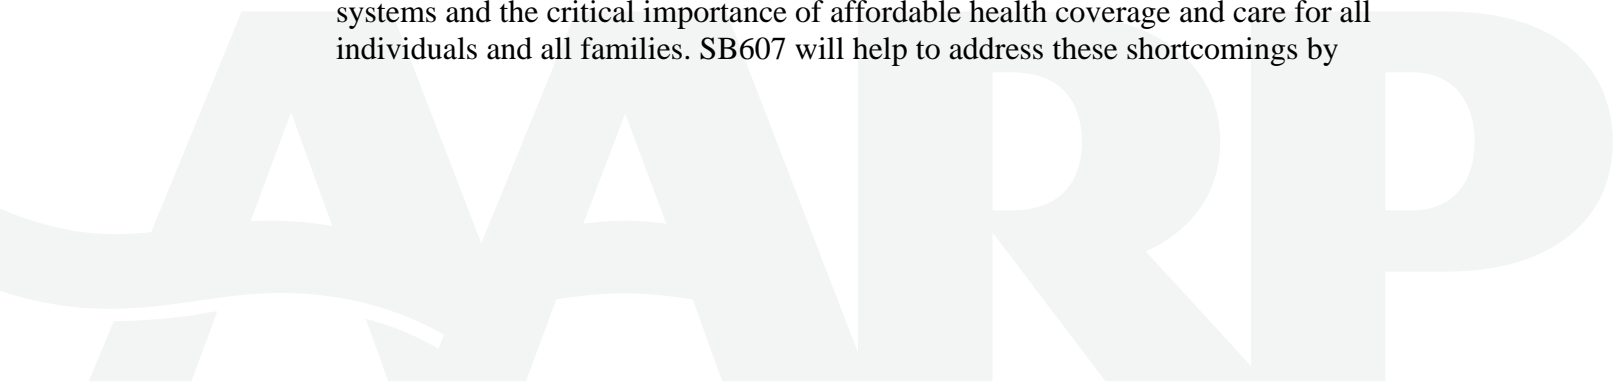 systems and the critical importance of affordable health coverage and care for all
individuals and all families. SB607 will help to address these shortcomings by
AARP